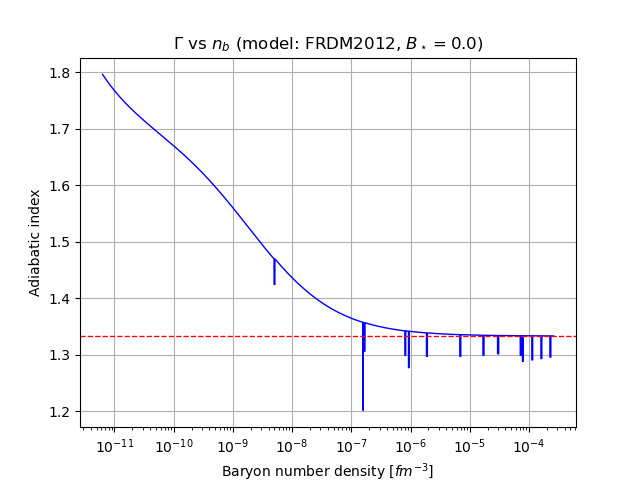 Γ vs n_b (model: FRDM2012, B⋆ = 0.0)
1.8
1.7
1.6
1.5
1.4
1.3
1.2
Adiabatic index
10⁻¹¹ 10⁻¹⁰ 10⁻⁹ 10⁻⁸ 10⁻⁷ 10⁻⁶ 10⁻⁵ 10⁻⁴
Baryon number density [fm⁻³]